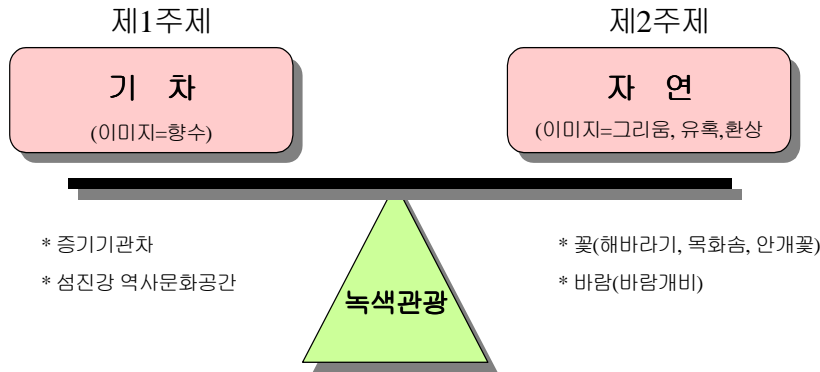 제1주제
기 차
(이미지=향수)
* 증기기관차
* 섬진강 역사문화공간
제2주제
자 연
(이미지=그리움, 유혹,환상
* 꽃(해바라기, 목화솜, 안개꽃)
* 바람(바람개비)
녹색관광